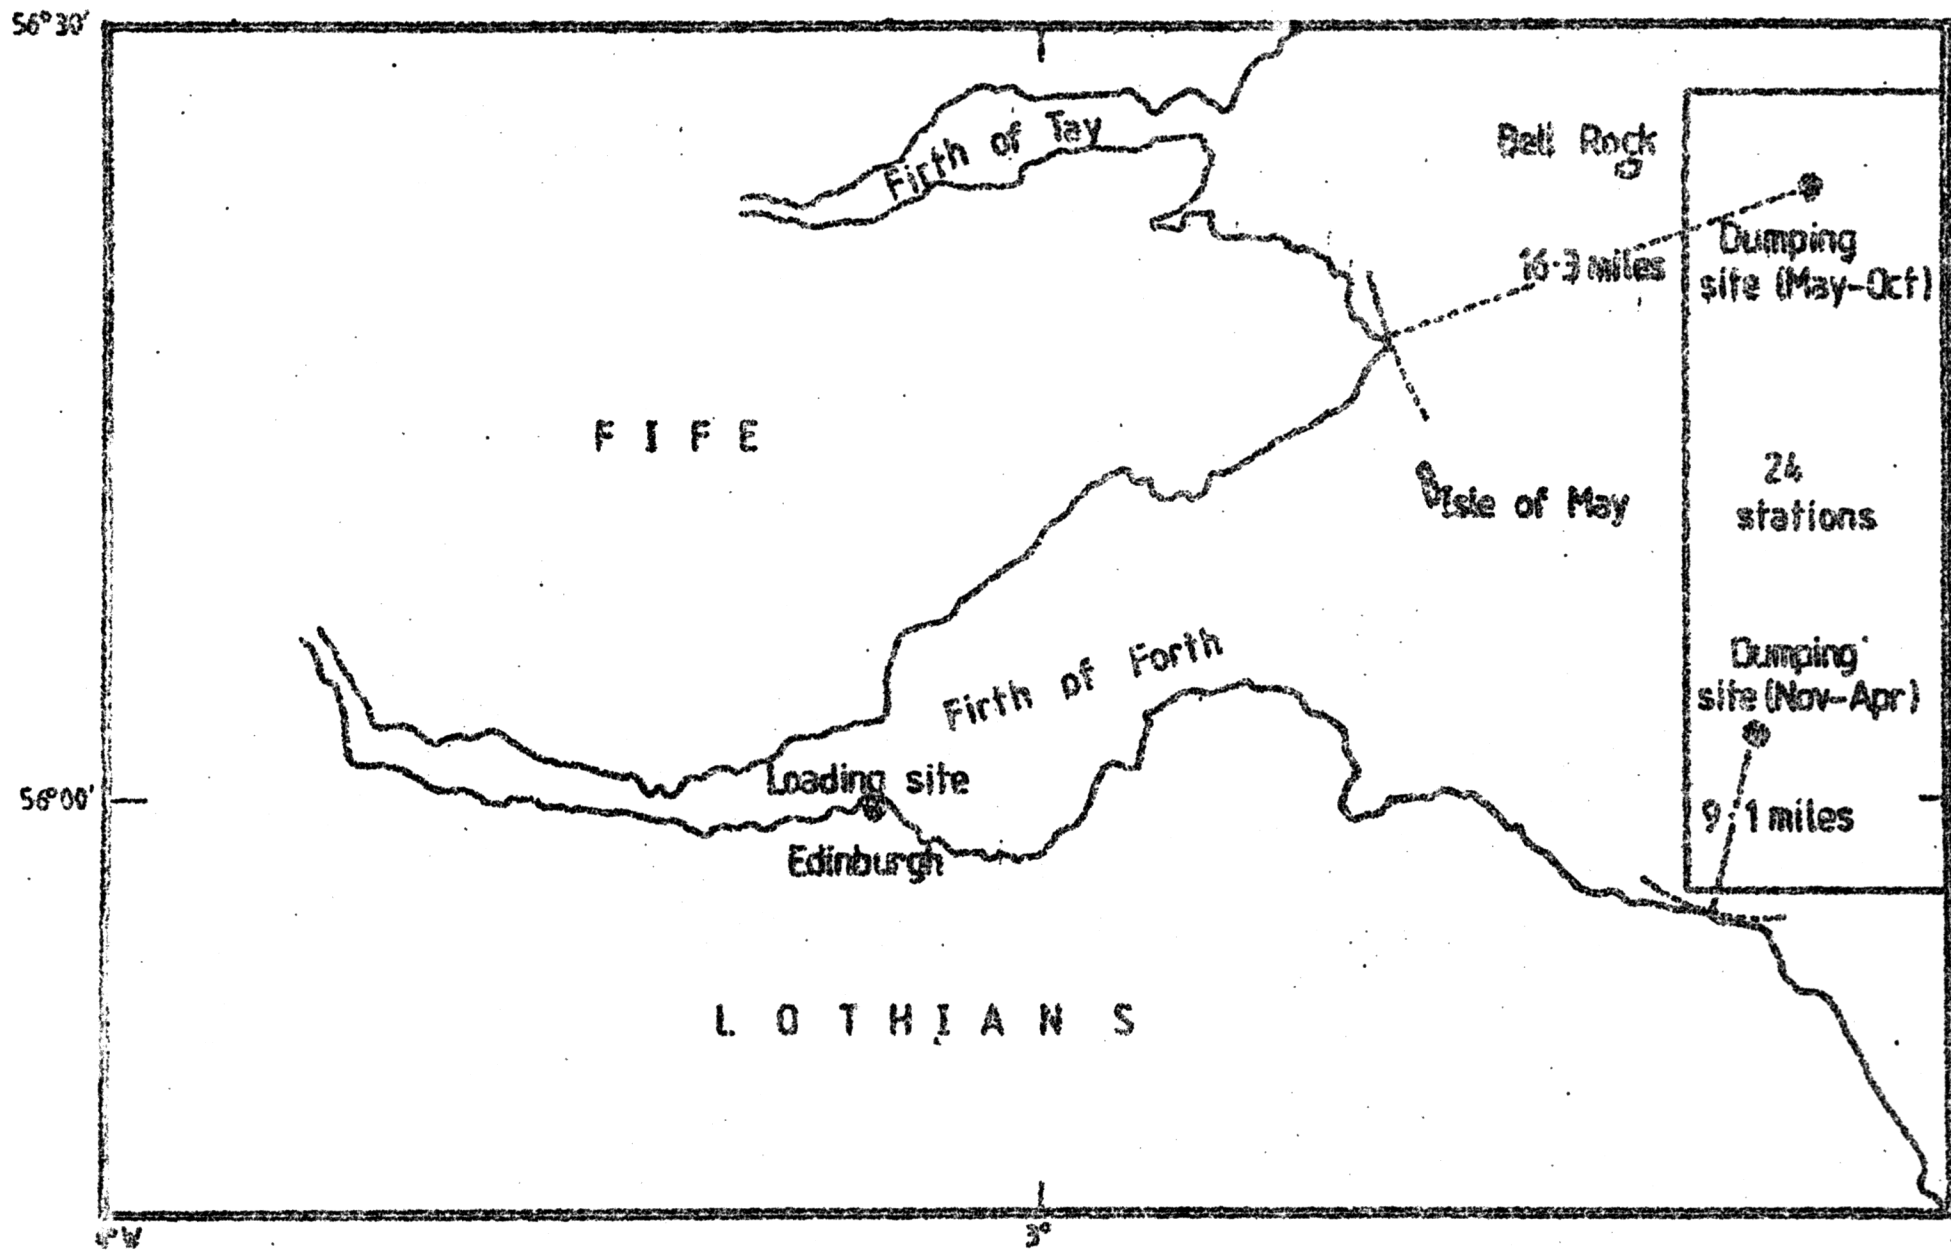 56°30'
Firth of Tay
Bell Rock
Dumping
site (May-Oct)
16·3 miles
FIFE
24
stations
Isle of May
Firth of Forth
Dumping
site (Nov-Apr)
Loading site
56°00'
9·1 miles
Edinburgh
LOTHIANS
4°W
3°